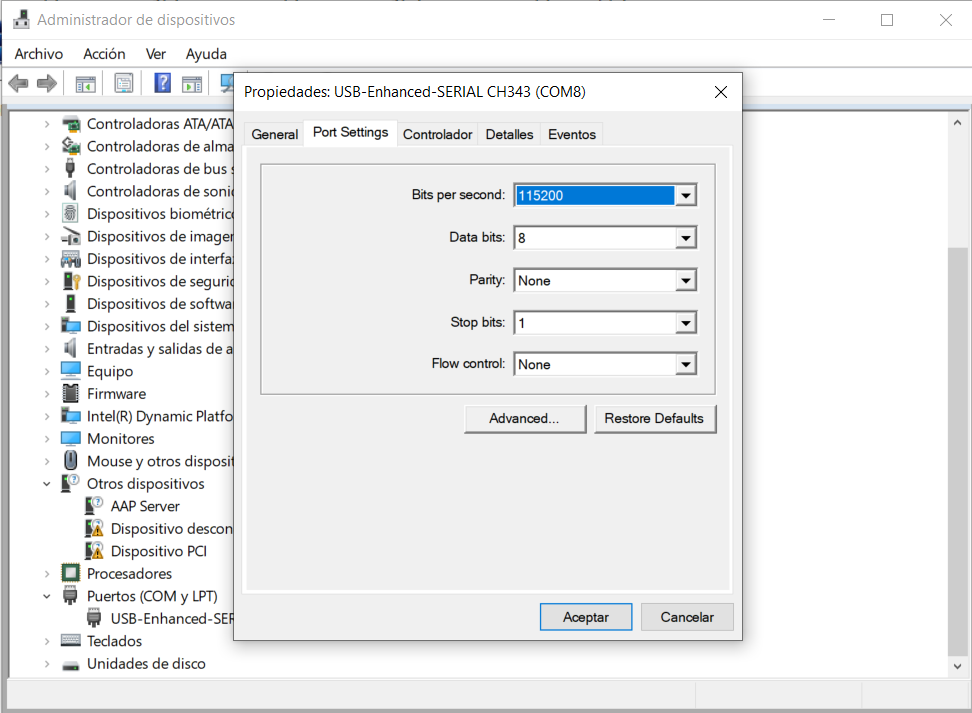 Administrador de dispositivos
Archivo Acción Ver Ayuda
Propiedades: USB-Enhanced-SERIAL CH343 (COM8)
General Port Settings Controlador Detalles Eventos
Bits per second: 115200
Data bits: 8
Parity: None
Stop bits: 1
Flow control: None
Advanced... Restore Defaults
Aceptar Cancelar
Controladoras ATA/ATA
Controladoras de alma
Controladoras de bus s
Controladoras de sonid
Dispositivos biométrico
Dispositivos de imagen
Dispositivos de interfa
Dispositivos de segurid
Dispositivos de softwa
Dispositivos del sistem
Entradas y salidas de a
Equipo
Firmware
Intel(R) Dynamic Platfo
Monitores
Mouse y otros disposit
Otros dispositivos
AAP Server
Dispositivo descon
Dispositivo PCI
Procesadores
Puertos (COM y LPT)
USB-Enhanced-SER
Teclados
Unidades de disco